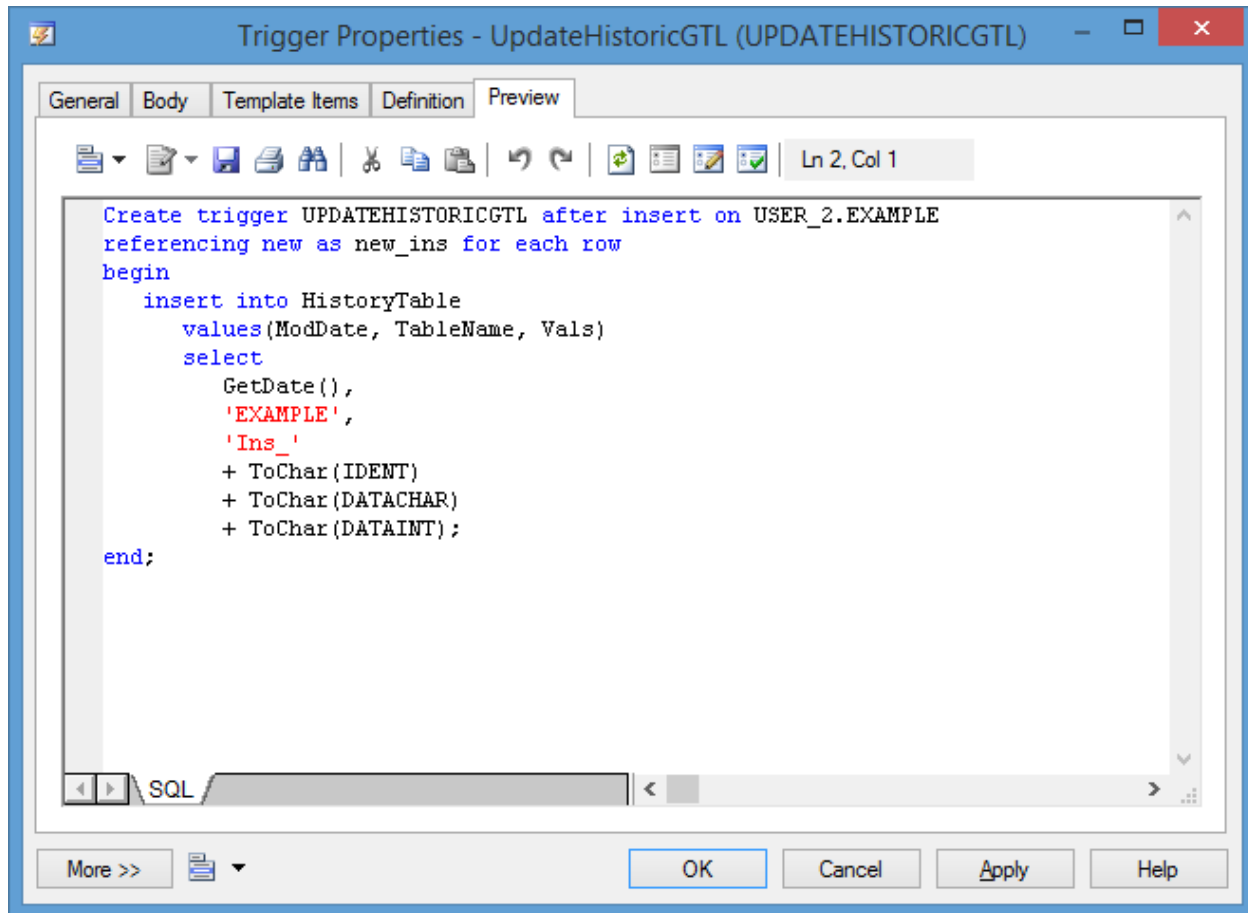 Trigger Properties - UpdateHistoricGTL (UPDATEHISTORICGTL)
General Body Template Items Definition Preview
Ln 2, Col 1
Create trigger UPDATEHISTORICGTL after insert on USER_2.EXAMPLE
referencing new as new_ins for each row
begin
insert into HistoryTable
values(ModDate, TableName, Vals)
select
GetDate(),
'EXAMPLE',
'Ins_'
+ ToChar(IDENT)
+ ToChar(DATACHAR)
+ ToChar(DATAINT);
end;
SQL
More >> OK Cancel Apply Help